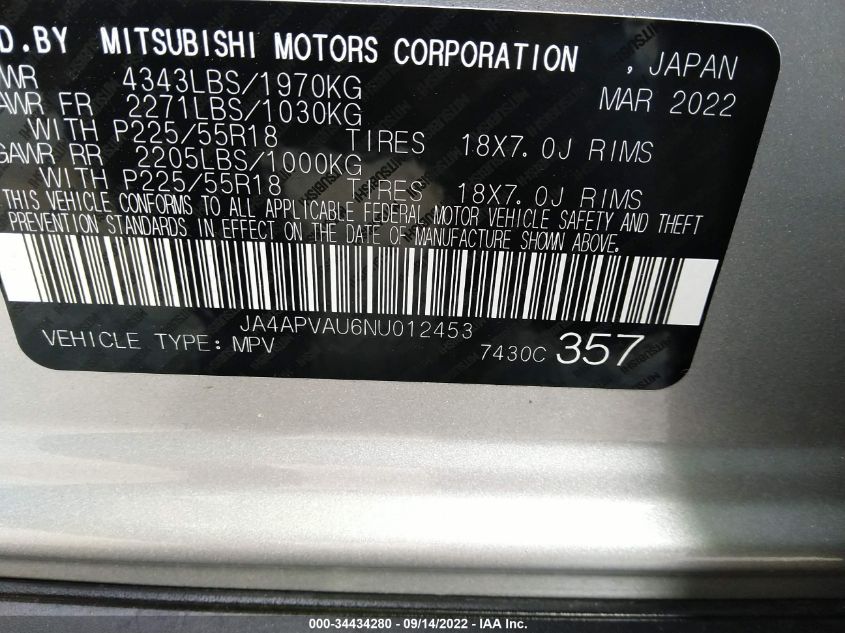 D.BY MITSUBISHI MOTORS CORPORATION , JAPAN
WR 4343LBS/1970KG MAR 2022
AWR FR 2271LBS/1030KG
WITH P225/55R18 TIRES 18X7.0J RIMS
GAWR RR 2205LBS/1000KG
WITH P225/55R18 TIRES 18X7.0J RIMS
THIS VEHICLE CONFORMS TO ALL APPLICABLE FEDERAL MOTOR VEHICLE SAFETY AND THEFT
PREVENTION STANDARDS IN EFFECT ON THE DATE OF MANUFACTURE SHOWN ABOVE.
JA4APVAU6NU012453
VEHICLE TYPE: MPV 7430C 357
000-34434280 - 09/14/2022 - IAAI.com